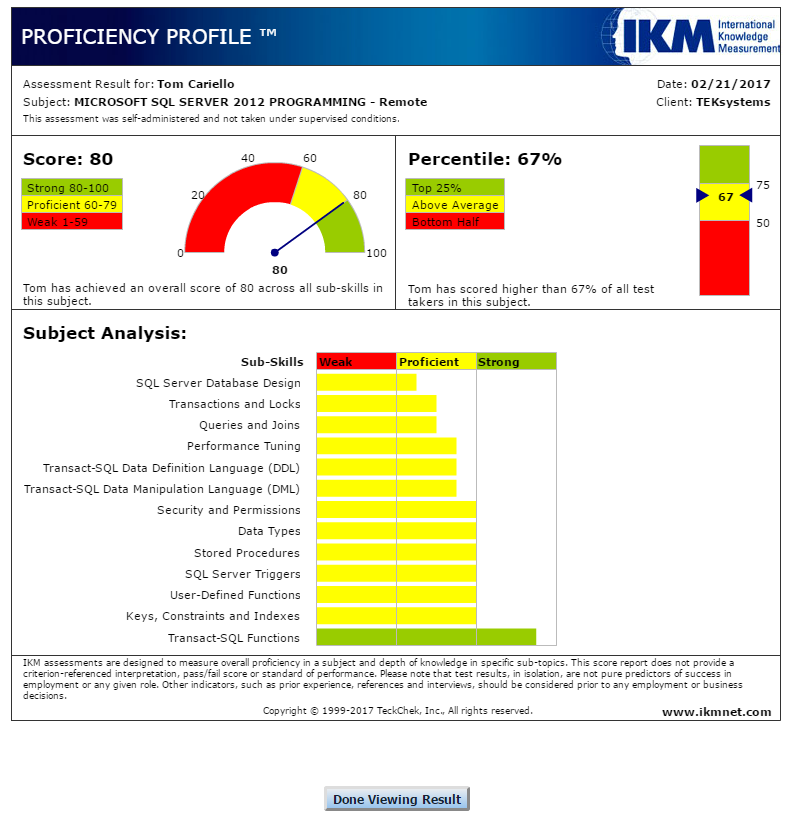 PROFICIENCY PROFILE ™
IKM International
Knowledge
Measurement
Assessment Result for: Tom Cariello
Date: 02/21/2017
Subject: MICROSOFT SQL SERVER 2012 PROGRAMMING - Remote
Client: TEKsystems
This assessment was self-administered and not taken under supervised conditions.
Score: 80
Strong 80-100
Proficient 60-79
Weak 1-59
0
20
40
60
80
100
80
Tom has achieved an overall score of 80 across all sub-skills in
this subject.
Percentile: 67%
Top 25%
Above Average
Bottom Half
75
67
50
Tom has scored higher than 67% of all test
takers in this subject.
Subject Analysis:
Sub-Skills Weak Proficient Strong
SQL Server Database Design
Transactions and Locks
Queries and Joins
Performance Tuning
Transact-SQL Data Definition Language (DDL)
Transact-SQL Data Manipulation Language (DML)
Security and Permissions
Data Types
Stored Procedures
SQL Server Triggers
User-Defined Functions
Keys, Constraints and Indexes
Transact-SQL Functions
IKM assessments are designed to measure overall proficiency in a subject and depth of knowledge in specific sub-topics. This score report does not provide a
criterion-referenced interpretation, pass/fail score or standard of performance. Please note that test results, in isolation, are not pure predictors of success in
employment or any given role. Other indicators, such as prior experience, references and interviews, should be considered prior to any employment or business
decisions.
Copyright © 1999-2017 TeckChek, Inc., All rights reserved.
www.ikmnet.com
Done Viewing Result